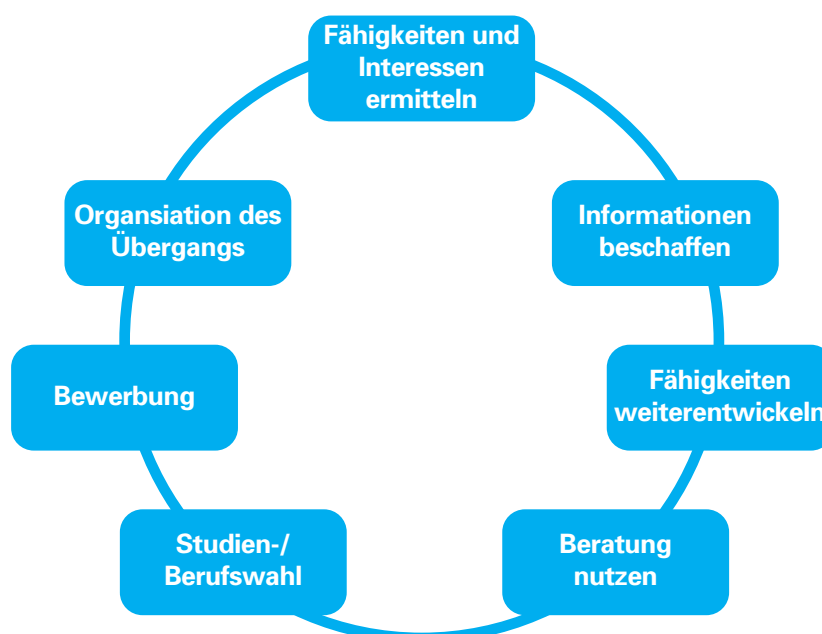 Fähigkeiten und
Interessen
ermitteln
Informationen
beschaffen
Fähigkeiten
weiterentwickeln
Beratung
nutzen
Studien-/
Berufswahl
Bewerbung
Organsiation des
Übergangs